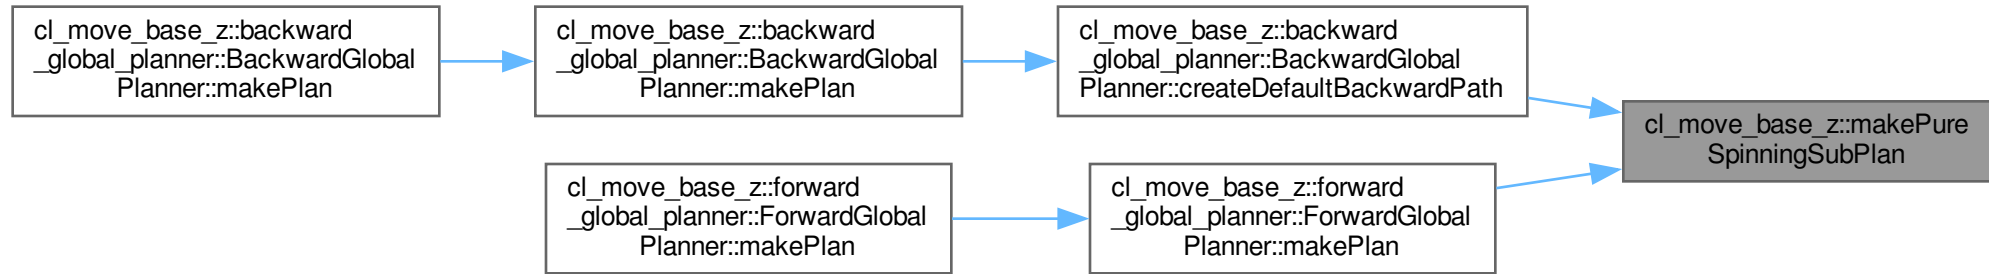 cl_move_base_z::backward
_global_planner::BackwardGlobal
Planner::makePlan
cl_move_base_z::backward
_global_planner::BackwardGlobal
Planner::makePlan
cl_move_base_z::backward
_global_planner::BackwardGlobal
Planner::createDefaultBackwardPath
cl_move_base_z::makePure
SpinningSubPlan
cl_move_base_z::forward
_global_planner::ForwardGlobal
Planner::makePlan
cl_move_base_z::forward
_global_planner::ForwardGlobal
Planner::makePlan